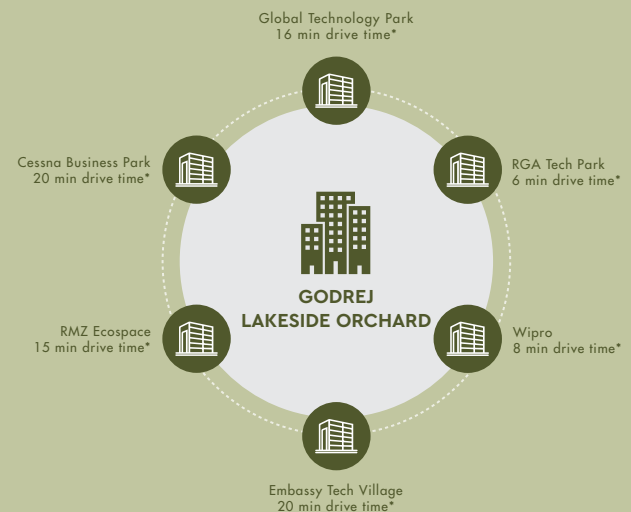 Global Technology Park
16 min drive time*
Cessna Business Park
20 min drive time*
RGA Tech Park
6 min drive time*
GODREJ
LAKESIDE ORCHARD
RMZ Ecospace
15 min drive time*
Wipro
8 min drive time*
Embassy Tech Village
20 min drive time*